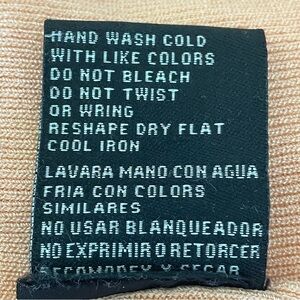 HAND WASH COLD
WITH LIKE COLORS
DO NOT BLEACH
DO NOT TWIST
OR WRING
RESHAPE DRY FLAT
COOL IRON
LAVARA MANO CON AGUA
FRIA CON COLORS
SIMILARES
NO USAR BLANQUEADOR
NO EXPRIMIR O RETORCER
Y SECAR